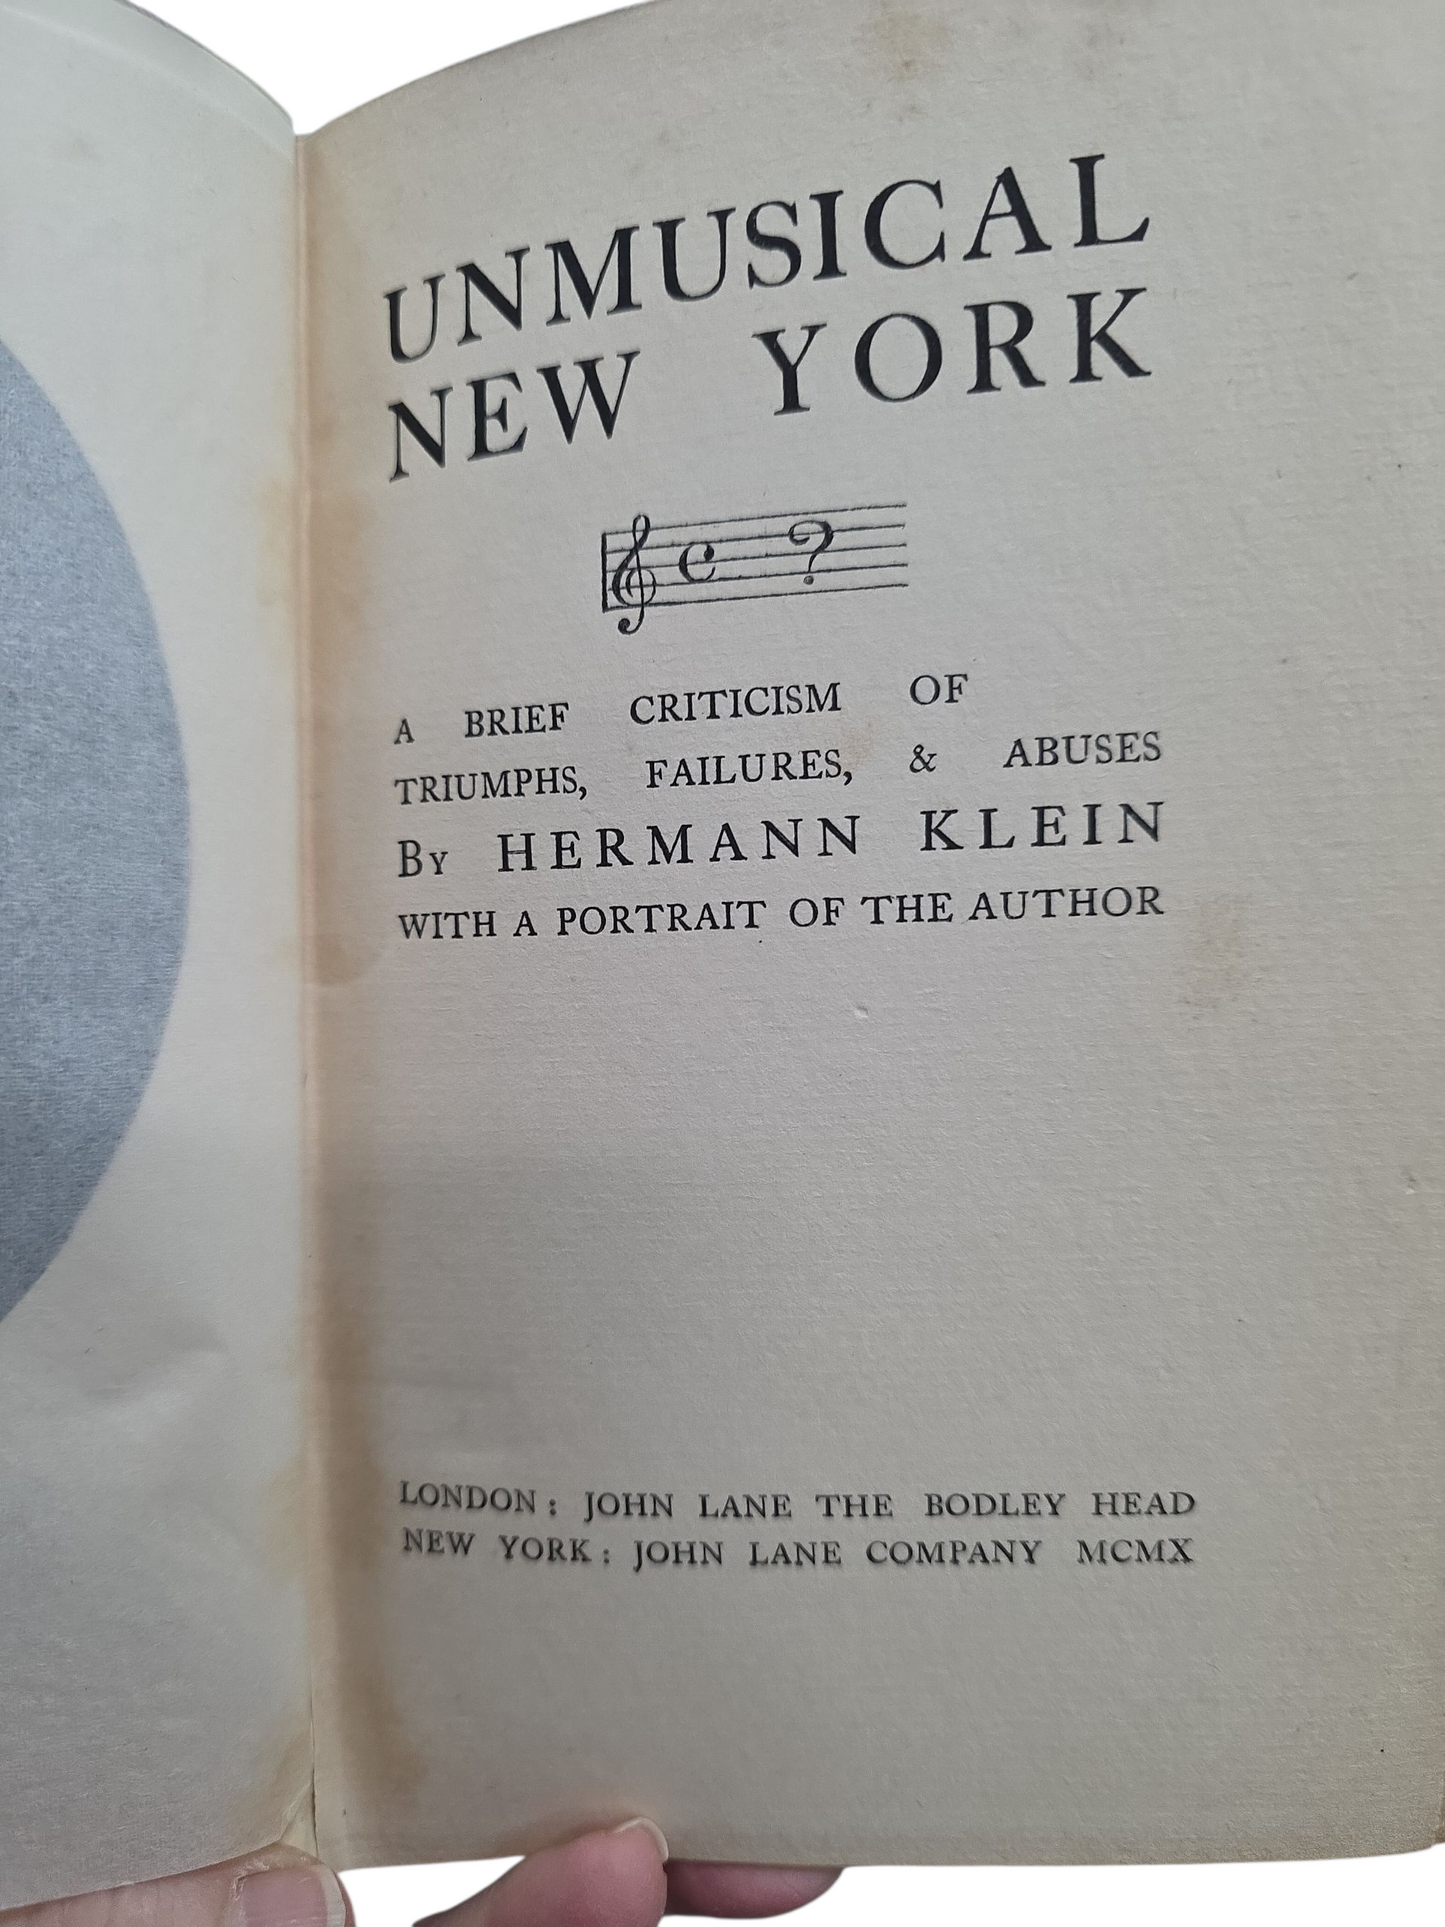 UNMUSICAL
NEW YORK
c ?
A BRIEF CRITICISM OF
TRIUMPHS, FAILURES, & ABUSES
By HERMANN KLEIN
WITH A PORTRAIT OF THE AUTHOR
LONDON: JOHN LANE THE BODLEY HEAD
NEW YORK: JOHN LANE COMPANY MCMX